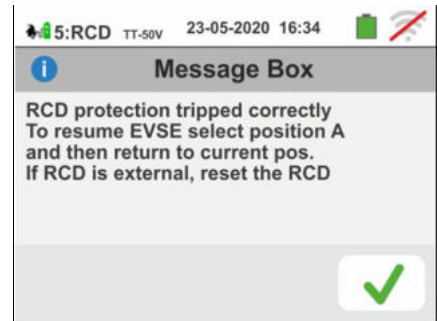 5:RCD TT-50V 23-05-2020 16:34
Message Box
RCD protection tripped correctly
To resume EVSE select position A
and then return to current pos.
If RCD is external, reset the RCD